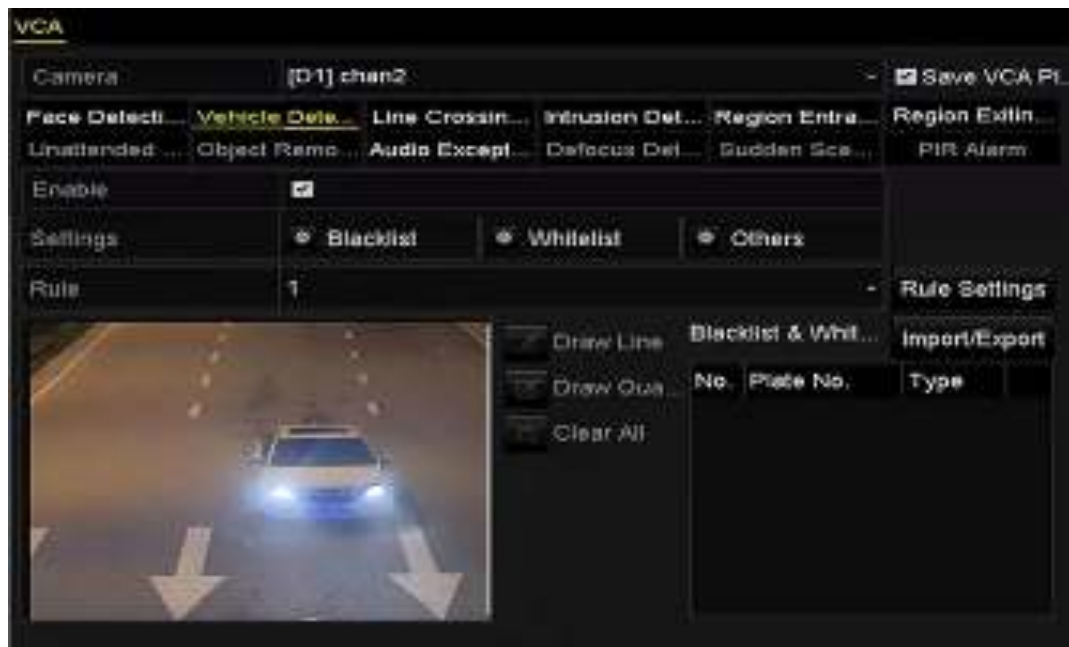 VCA
Camera [D1] chan2 Save VCA Pi...
Face Detecti... Vehicle Dete... Line Crossin... Intrusion Det... Region Entra... Region Exitin...
Unattended ... Object Remo... Audio Except... Defocus Det... Sudden Sce... PIR Alarm
Enable
Settings Blacklist Whitelist Others
Rule 1 Rule Settings
Draw Line Blacklist & Whit... Import/Export
Draw Qua... No. Plate No. Type
Clear All